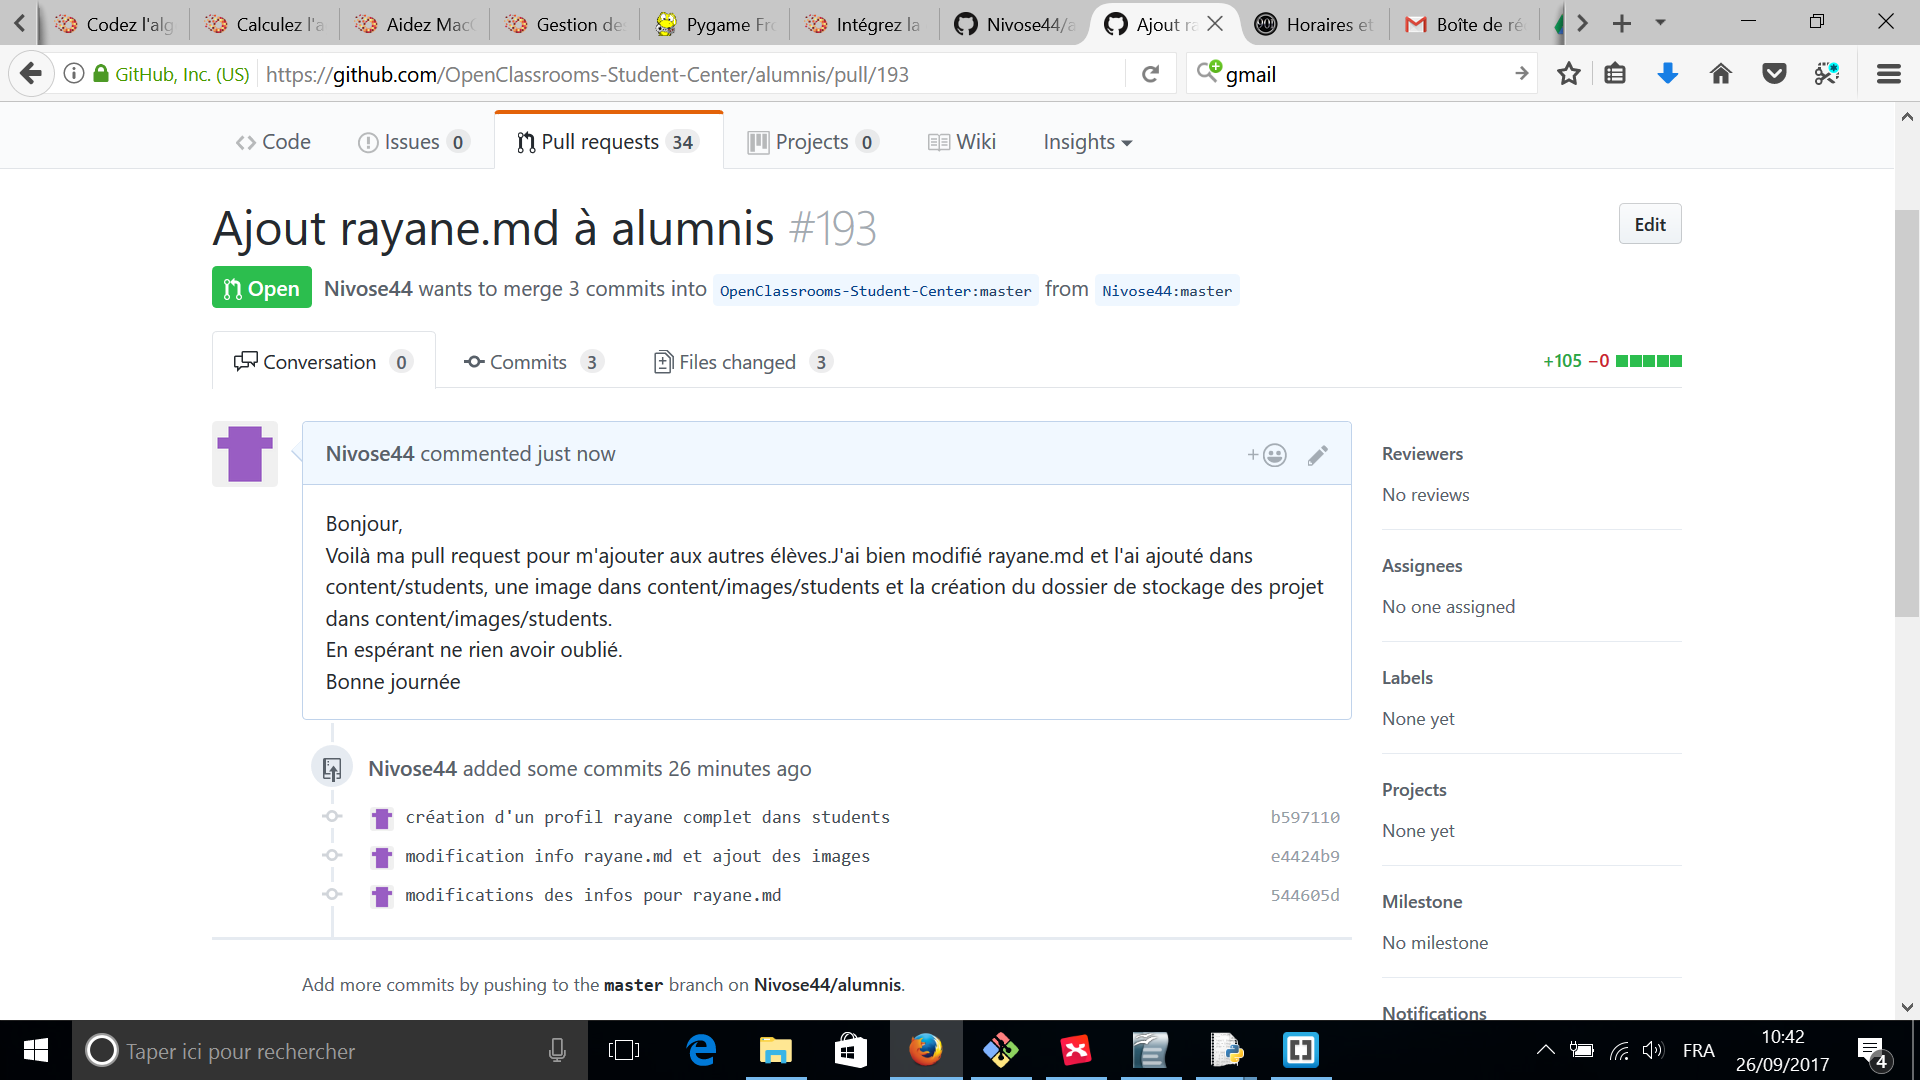 Codez l'alg
Calculez l'a
Aidez Mac
Gestion de
Pygame Fr
Intégrez la
Nivose44/a
Ajout ra
Horaires et
Boîte de ré
GitHub, Inc. (US)
https://github.com/OpenClassrooms-Student-Center/alumnis/pull/193
gmail
Code
Issues 0
Pull requests 34
Projects 0
Wiki
Insights
Ajout rayane.md à alumnis #193
Edit
Open
Nivose44 wants to merge 3 commits into OpenClassrooms-Student-Center:master from Nivose44:master
Conversation 0
Commits 3
Files changed 3
+105 −0
Nivose44 commented just now
Bonjour,
Voilà ma pull request pour m'ajouter aux autres élèves.J'ai bien modifié rayane.md et l'ai ajouté dans
content/students, une image dans content/images/students et la création du dossier de stockage des projet
dans content/images/students.
En espérant ne rien avoir oublié.
Bonne journée
Nivose44 added some commits 26 minutes ago
création d'un profil rayane complet dans students b597110
modification info rayane.md et ajout des images e4424b9
modifications des infos pour rayane.md 544605d
Add more commits by pushing to the master branch on Nivose44/alumnis.
Reviewers
No reviews
Assignees
No one assigned
Labels
None yet
Projects
None yet
Milestone
No milestone
Notifications
Taper ici pour rechercher
FRA
10:42
26/09/2017
4